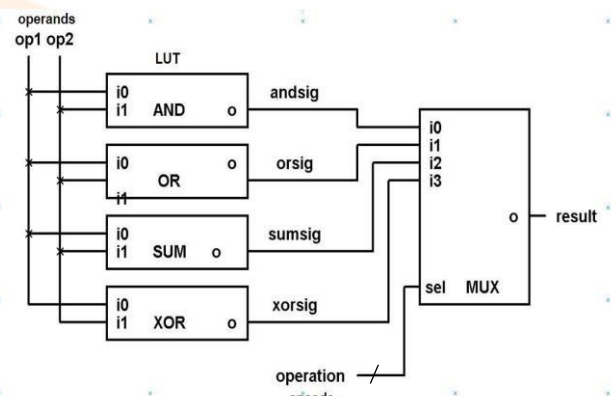 operands
op1 op2
LUT
i0
i1 AND o
andsig
i0 o
OR
i1
orsig
i0
i1 SUM o
sumsig
i0
i1 XOR o
xorsig
i0
i1
i2
i3
o
result
sel MUX
operation